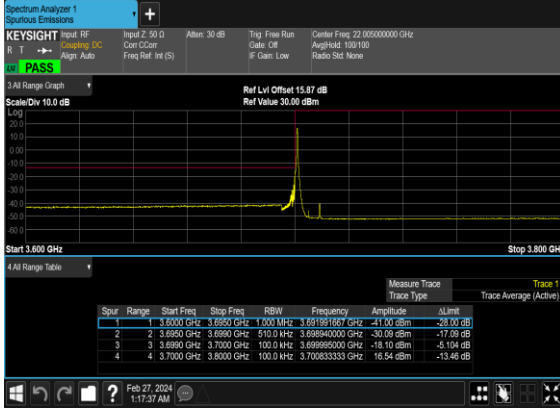 Spectrum Analyzer 1
Spurious Emissions
+
KEYSIGHT Input: RF Input Z: 50 Ω Atten: 30 dB Trig: Free Run Center Freq: 22.005000000 GHz
R T Coupling: DC Corr CCorr Gate: Off Avg|Hold: 100/100
Align: Auto Freq Ref: Int (S) IF Gain: Low Radio Std: None
LXI PASS
3.All Range Graph
Ref Lvl Offset 15.87 dB
Scale/Div 10.0 dB Ref Value 30.00 dBm
Log
20.0
10.0
0.00
-10.0
-20.0
-30.0
-40.0
-50.0
-60.0
Start 3.600 GHz Stop 3.800 GHz
4.All Range Table
Measure Trace Trace 1
Trace Type Trace Average (Active)
Spur Range Start Freq Stop Freq RBW Frequency Amplitude ΔLimit
1 1 3.6000 GHz 3.6950 GHz 1.000 MHz 3.691991667 GHz -41.00 dBm -28.00 dB
2 2 3.6950 GHz 3.6990 GHz 510.0 kHz 3.698940000 GHz -30.09 dBm -17.09 dB
3 3 3.6990 GHz 3.7000 GHz 100.0 kHz 3.699995000 GHz -18.10 dBm -5.104 dB
4 4 3.7000 GHz 3.8000 GHz 100.0 kHz 3.700833333 GHz 16.54 dBm -13.46 dB
? Feb 27, 2024
1:17:37 AM